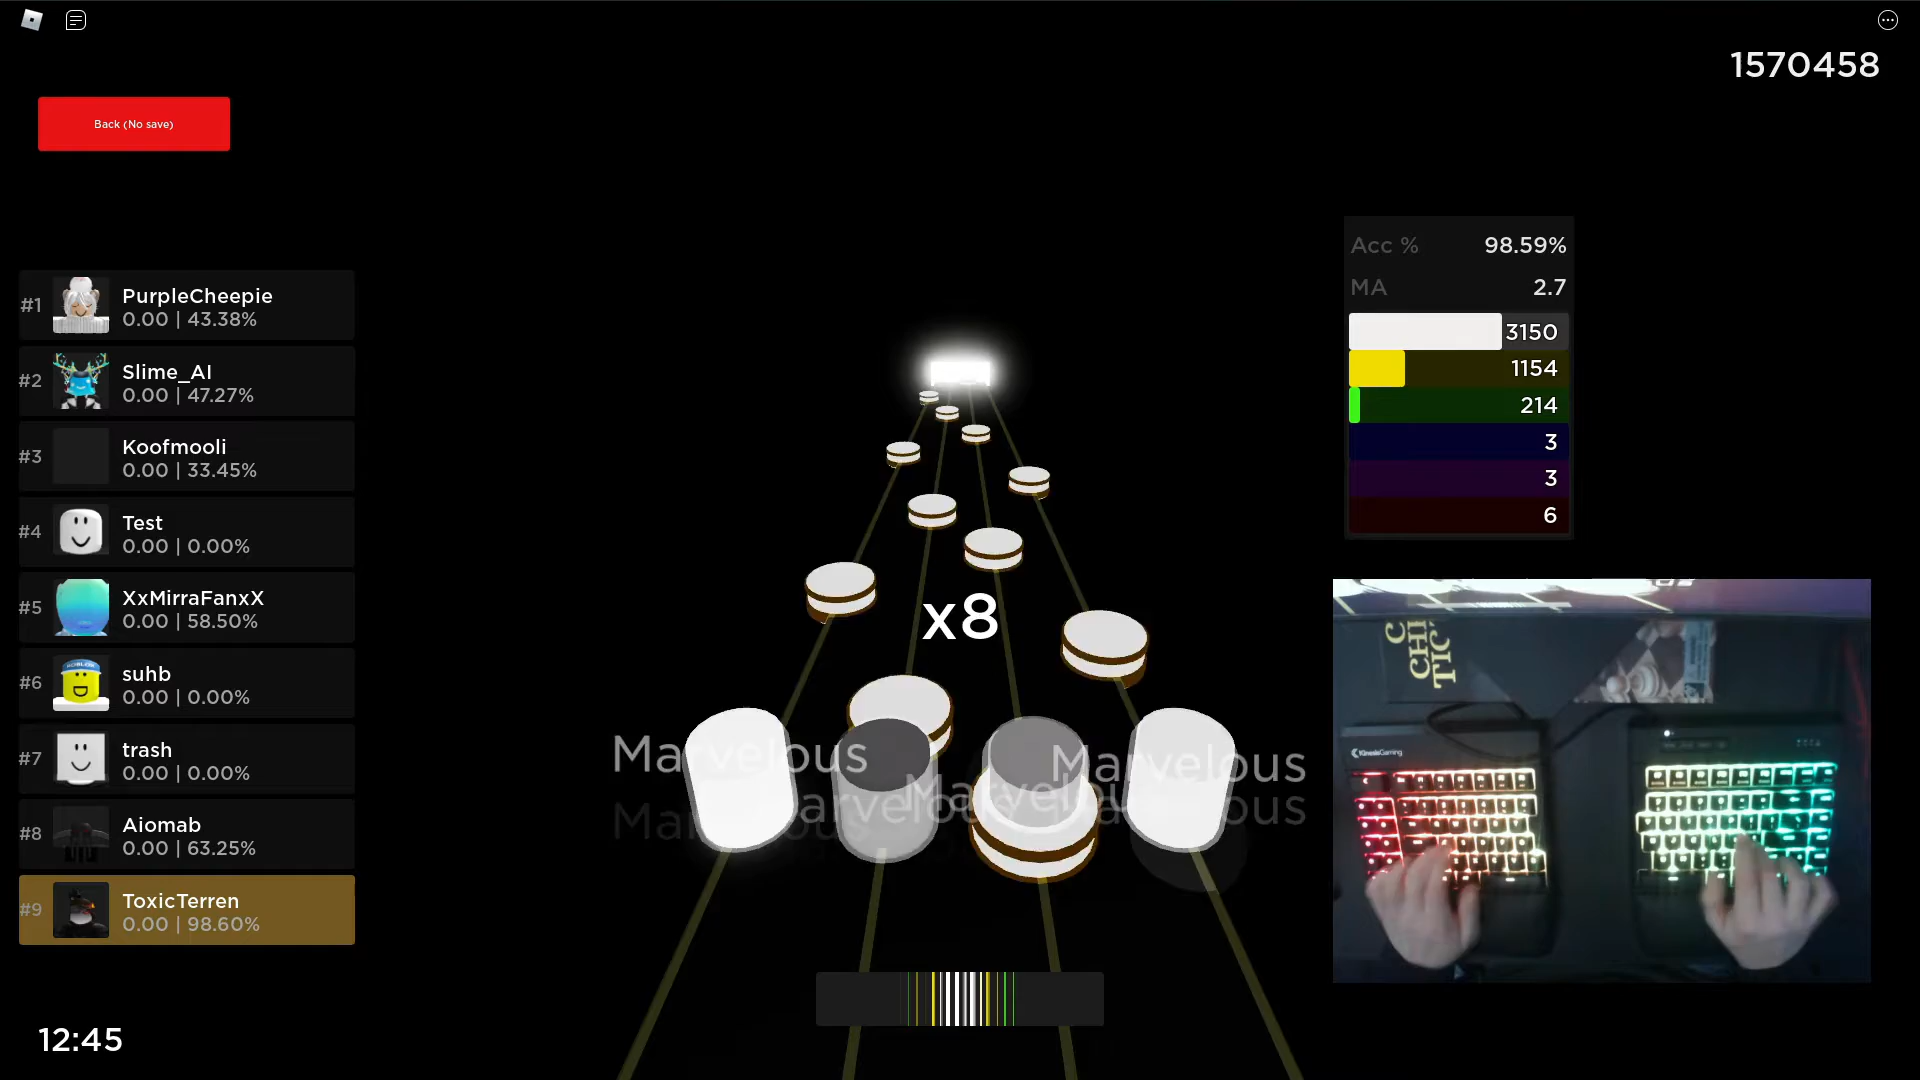 1570458
Back (No save)
Acc % 98.59%
MA 2.7
3150
1154
214
3
3
6
#1 PurpleCheepie
0.00 | 43.38%
#2 Slime_AI
0.00 | 47.27%
#3 Koofmooli
0.00 | 33.45%
#4 Test
0.00 | 0.00%
#5 XxMirraFanxX
0.00 | 58.50%
#6 suhb
0.00 | 0.00%
#7 trash
0.00 | 0.00%
#8 Aiomab
0.00 | 63.25%
#9 ToxicTerren
0.00 | 98.60%
x8
Marvelous
Marvelous
KinesisGaming
12:45